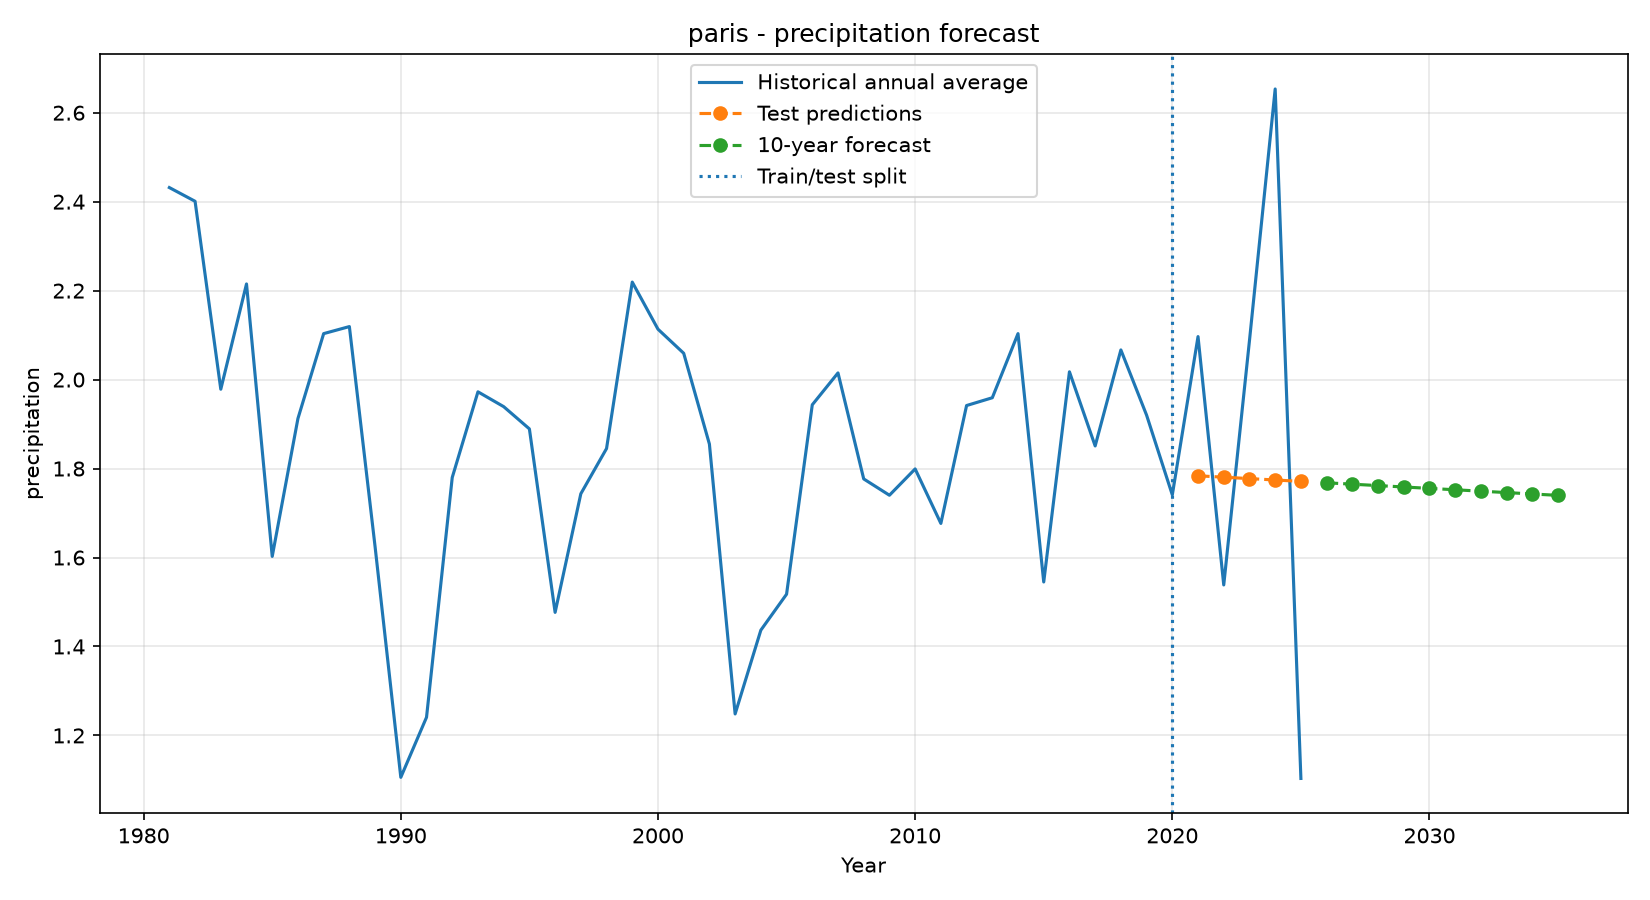 paris - precipitation forecast
Historical annual average
Test predictions
10-year forecast
Train/test split
precipitation
2.6
2.4
2.2
2.0
1.8
1.6
1.4
1.2
1980 1990 2000 2010 2020 2030
Year